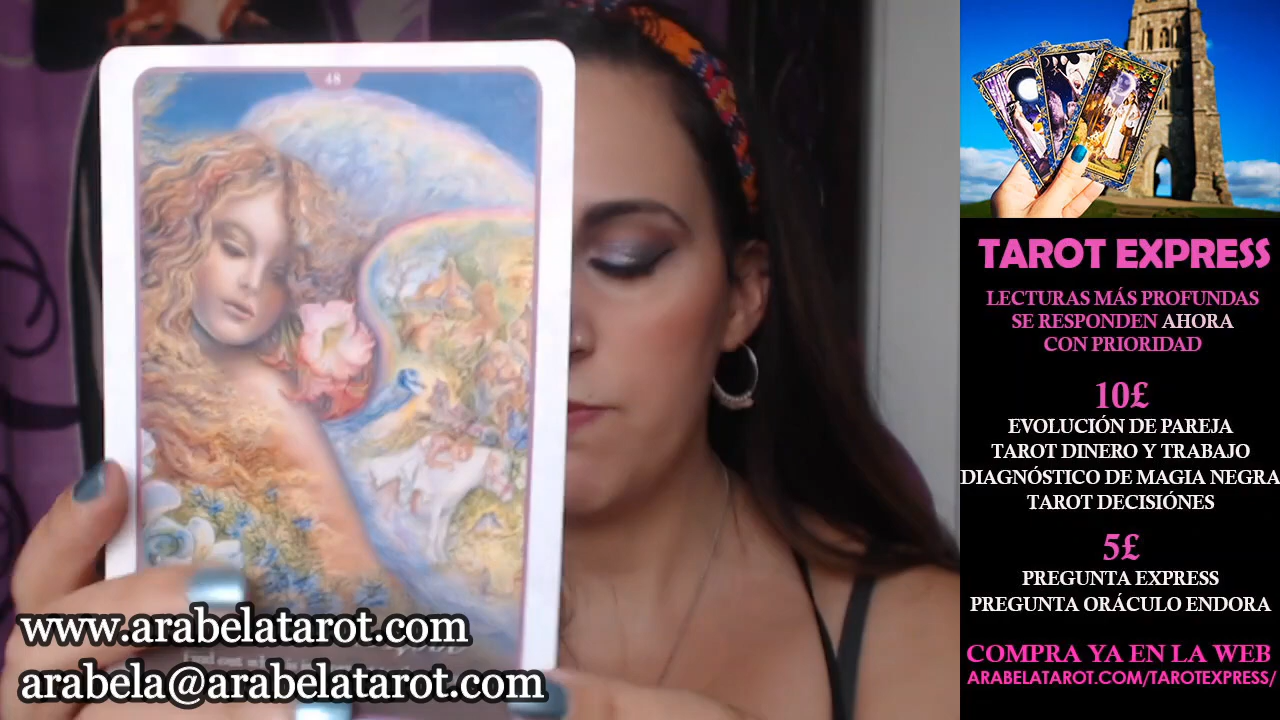 48
www.arabelatarot.com
arabela@arabelatarot.com
TAROT EXPRESS
LECTURAS MÁS PROFUNDAS
SE RESPONDEN AHORA
CON PRIORIDAD
10£
EVOLUCIÓN DE PAREJA
TAROT DINERO Y TRABAJO
DIAGNÓSTICO DE MAGIA NEGRA
TAROT DECISIÓNES
5£
PREGUNTA EXPRESS
PREGUNTA ORÁCULO ENDORA
COMPRA YA EN LA WEB
ARABELATAROT.COM/TAROTEXPRESS/